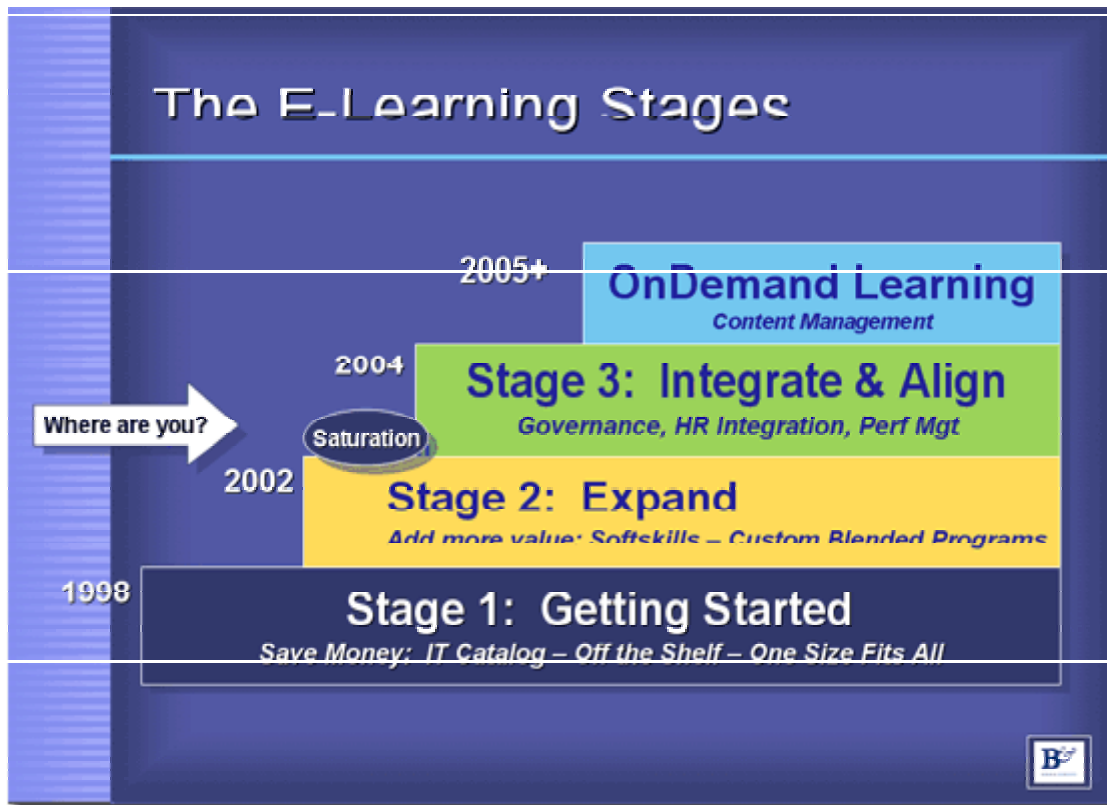 The E-Learning Stages
2005+
OnDemand Learning
Content Management
2004
Stage 3: Integrate & Align
Governance, HR Integration, Perf Mgt
Where are you?
Saturation
2002
Stage 2: Expand
Add more value: Softskills – Custom Blended Programs
1998
Stage 1: Getting Started
Save Money: IT Catalog – Off the Shelf – One Size Fits All
B